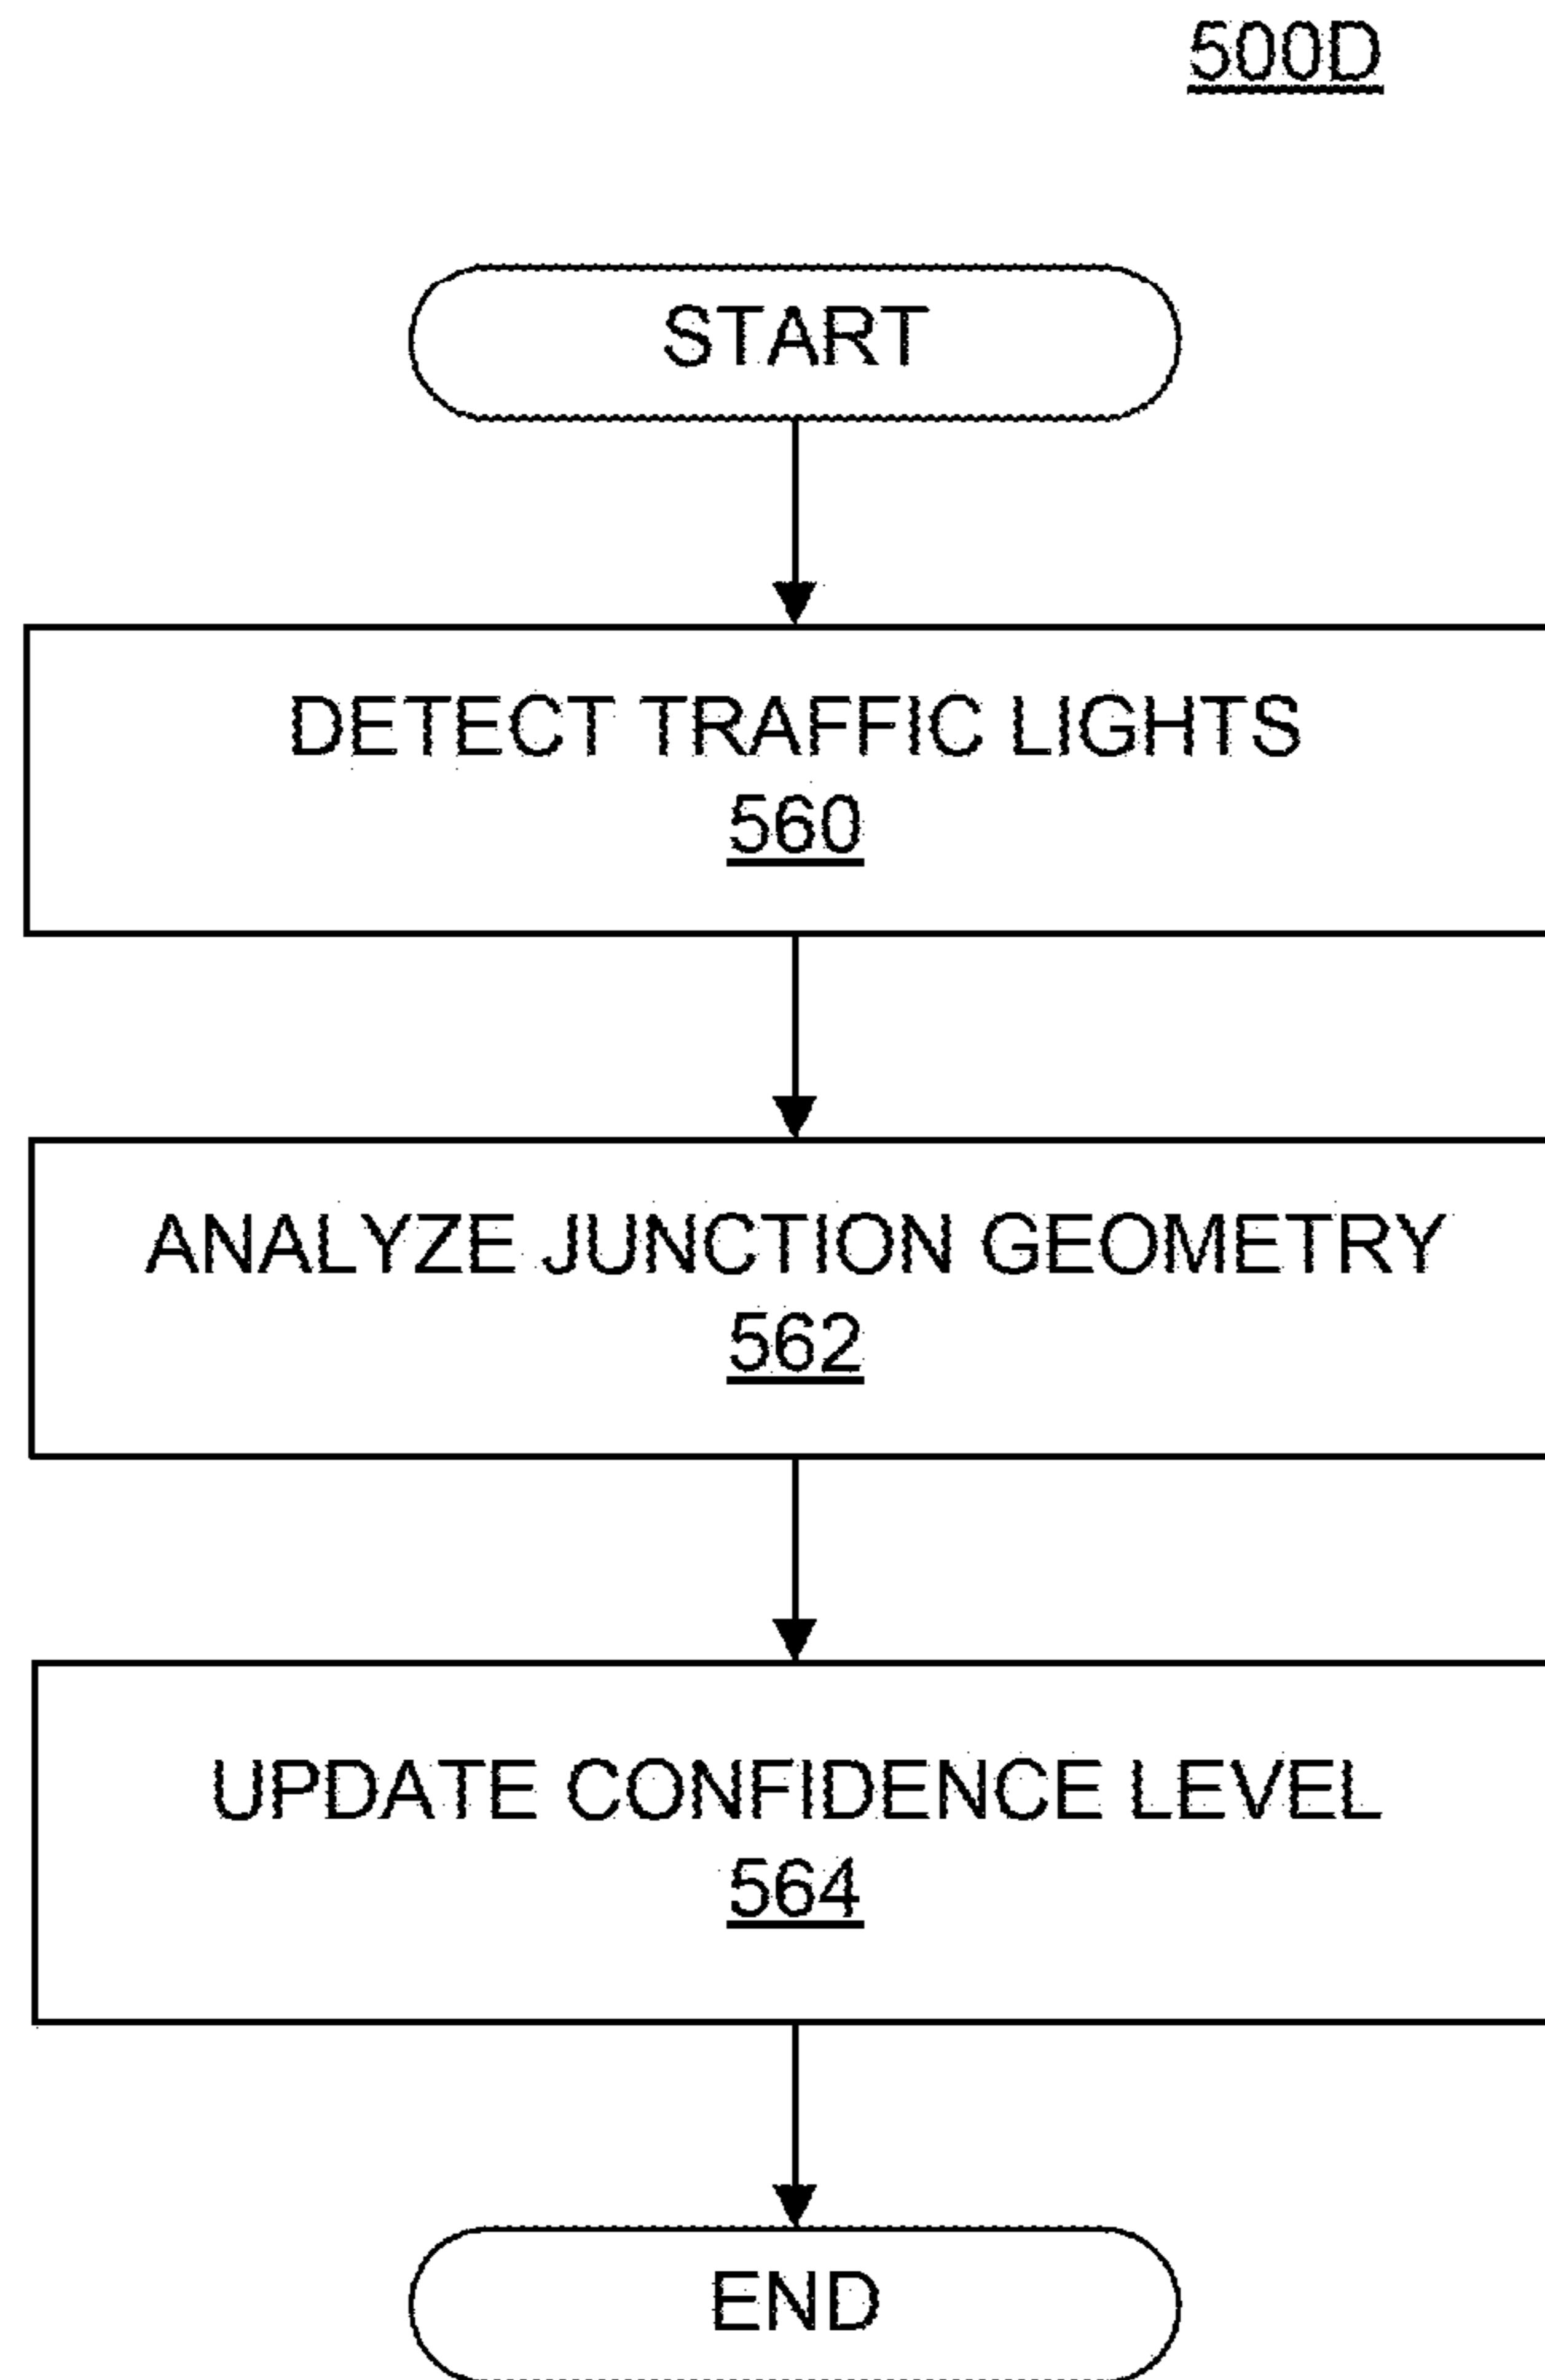 500D
START
DETECT TRAFFIC LIGHTS
560
ANALYZE JUNCTION GEOMETRY
562
UPDATE CONFIDENCE LEVEL
564
END